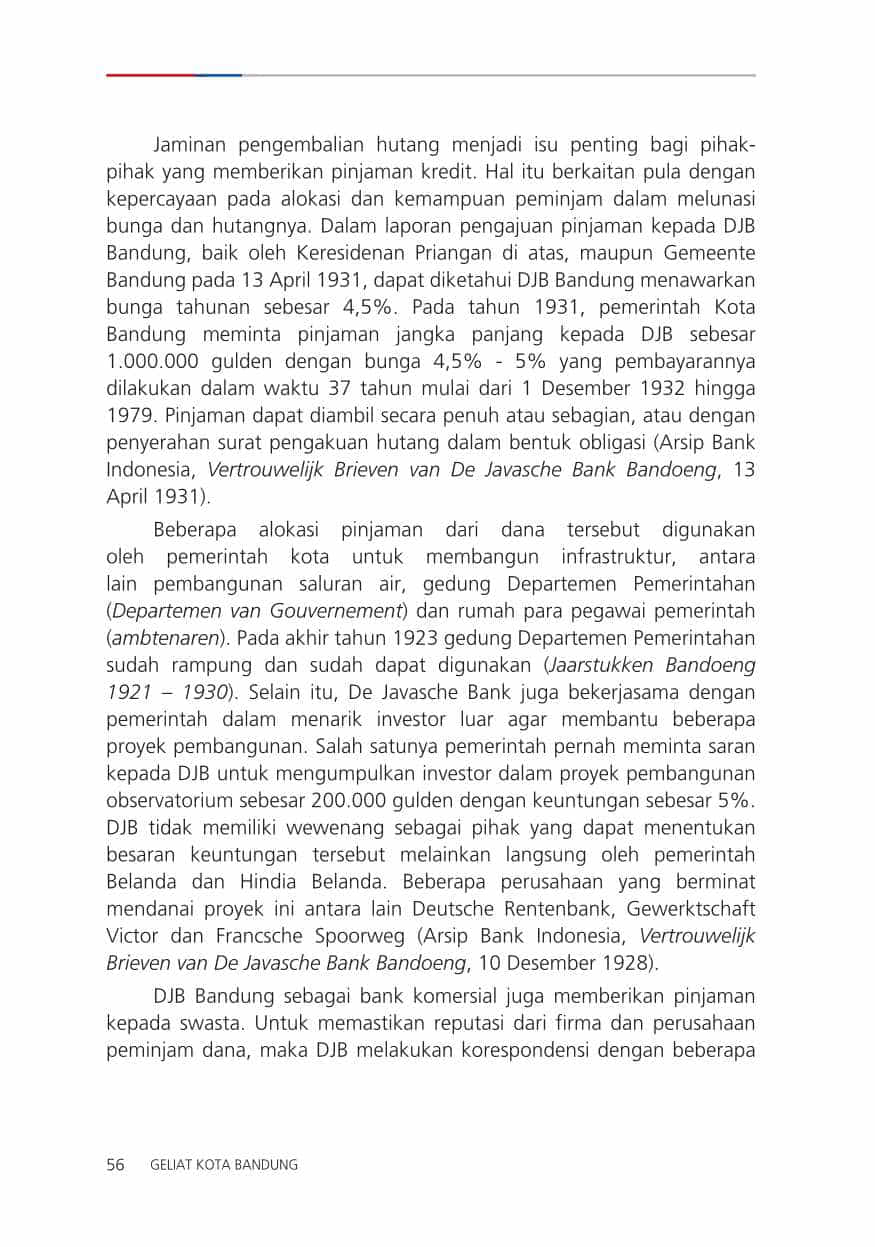 Jaminan pengembalian hutang menjadi isu penting bagi pihak-
pihak yang memberikan pinjaman kredit. Hal itu berkaitan pula dengan
kepercayaan pada alokasi dan kemampuan peminjam dalam melunasi
bunga dan hutangnya. Dalam laporan pengajuan pinjaman kepada DJB
Bandung, baik oleh Keresidenan Priangan di atas, maupun Gemeente
Bandung pada 13 April 1931, dapat diketahui DJB Bandung menawarkan
bunga tahunan sebesar 4,5%. Pada tahun 1931, pemerintah Kota
Bandung meminta pinjaman jangka panjang kepada DJB sebesar
1.000.000 gulden dengan bunga 4,5% - 5% yang pembayarannya
dilakukan dalam waktu 37 tahun mulai dari 1 Desember 1932 hingga
1979. Pinjaman dapat diambil secara penuh atau sebagian, atau dengan
penyerahan surat pengakuan hutang dalam bentuk obligasi (Arsip Bank
Indonesia, Vertrouwelijk Brieven van De Javasche Bank Bandoeng, 13
April 1931).
Beberapa alokasi pinjaman dari dana tersebut digunakan
oleh pemerintah kota untuk membangun infrastruktur, antara
lain pembangunan saluran air, gedung Departemen Pemerintahan
(Departemen van Gouvernement) dan rumah para pegawai pemerintah
(ambtenaren). Pada akhir tahun 1923 gedung Departemen Pemerintahan
sudah rampung dan sudah dapat digunakan (Jaarstukken Bandoeng
1921 – 1930). Selain itu, De Javasche Bank juga bekerjasama dengan
pemerintah dalam menarik investor luar agar membantu beberapa
proyek pembangunan. Salah satunya pemerintah pernah meminta saran
kepada DJB untuk mengumpulkan investor dalam proyek pembangunan
observatorium sebesar 200.000 gulden dengan keuntungan sebesar 5%.
DJB tidak memiliki wewenang sebagai pihak yang dapat menentukan
besaran keuntungan tersebut melainkan langsung oleh pemerintah
Belanda dan Hindia Belanda. Beberapa perusahaan yang berminat
mendanai proyek ini antara lain Deutsche Rentenbank, Gewerktschaft
Victor dan Francsche Spoorweg (Arsip Bank Indonesia, Vertrouwelijk
Brieven van De Javasche Bank Bandoeng, 10 Desember 1928).
DJB Bandung sebagai bank komersial juga memberikan pinjaman
kepada swasta. Untuk memastikan reputasi dari firma dan perusahaan
peminjam dana, maka DJB melakukan korespondensi dengan beberapa
56 GELIAT KOTA BANDUNG